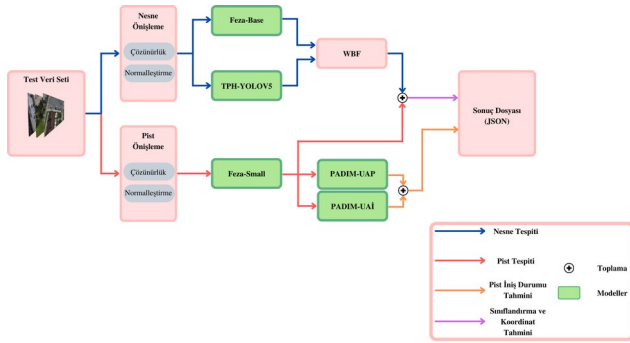 Nesne
Önişleme
Çözünürlük
Normalleştirme
Feza-Base
TPH-YOLOV5
WBF
Test Veri Seti
Pist
Önişleme
Çözünürlük
Normalleştirme
Feza-Small
PADIM-UAP
PADIM-UAİ
Sonuç Dosyası
(JSON)
Nesne Tespiti
Pist Tespiti
Toplama
Pist İniş Durumu
Tahmini
Modeller
Sınıflandırma ve
Koordinat
Tahmini